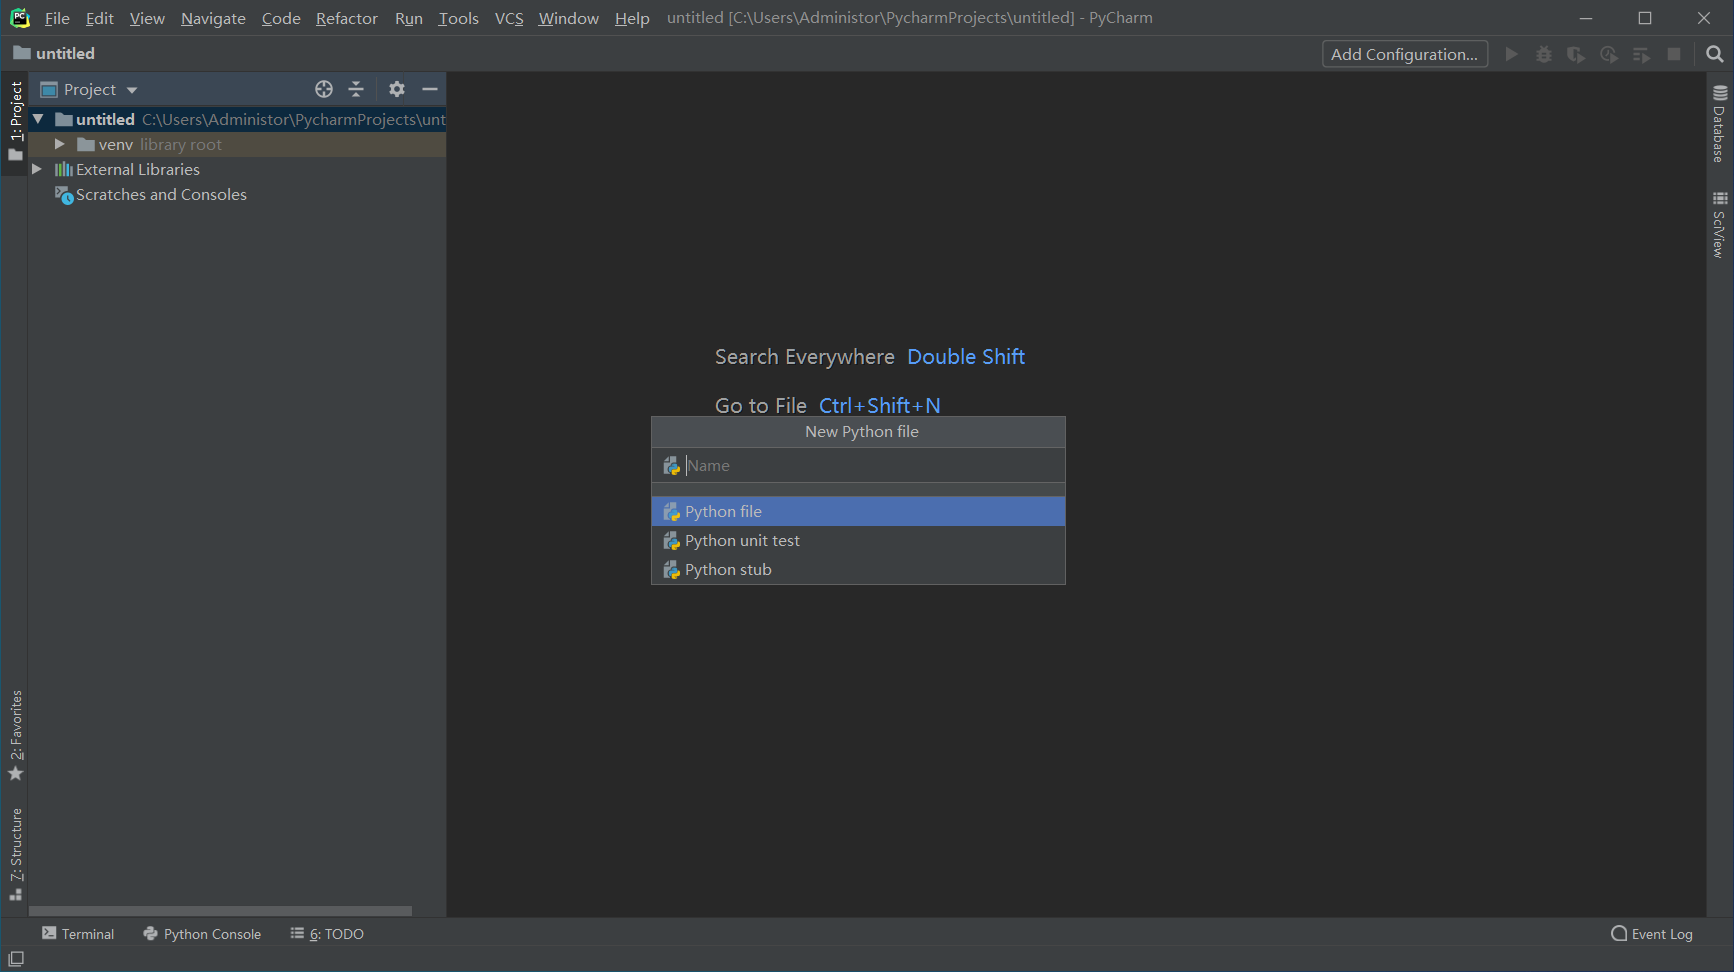 PC File Edit View Navigate Code Refactor Run Tools VCS Window Help untitled [C:\Users\Administor\PycharmProjects\untitled] - PyCharm
untitled
Add Configuration...
1: Project
Project
untitled C:\Users\Administor\PycharmProjects\unt
venv library root
External Libraries
Scratches and Consoles
Search Everywhere Double Shift
Go to File Ctrl+Shift+N
New Python file
Name
Python file
Python unit test
Python stub
Database
SciView
2: Favorites
7: Structure
Terminal Python Console 6: TODO
Event Log